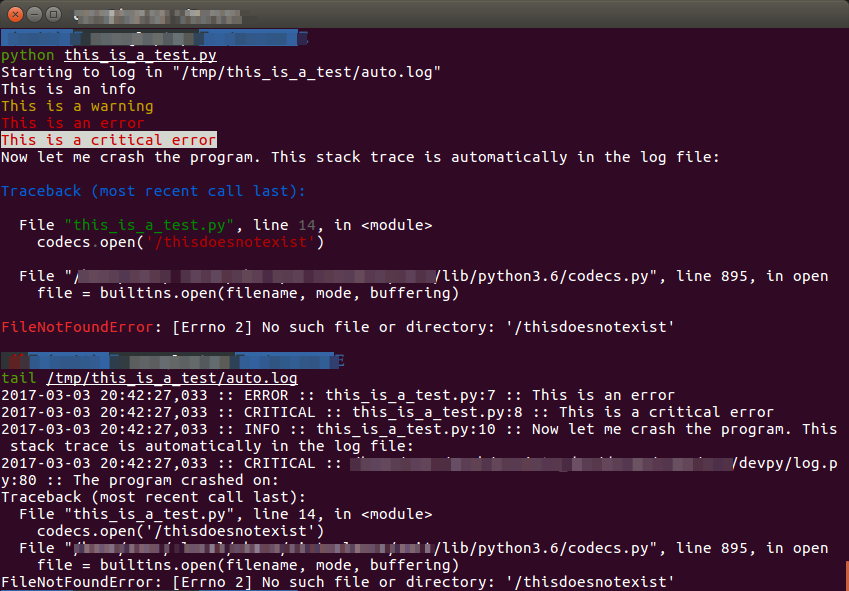 python this_is_a_test.py
Starting to log in "/tmp/this_is_a_test/auto.log"
This is an info
This is a warning
This is an error
This is a critical error
Now let me crash the program. This stack trace is automatically in the log file:
Traceback (most recent call last):
File "this_is_a_test.py", line 14, in <module>
codecs.open('/thisdoesnotexist')
File "/ /lib/python3.6/codecs.py", line 895, in open
file = builtins.open(filename, mode, buffering)
FileNotFoundError: [Errno 2] No such file or directory: '/thisdoesnotexist'
tail /tmp/this_is_a_test/auto.log
2017-03-03 20:42:27,033 :: ERROR :: this_is_a_test.py:7 :: This is an error
2017-03-03 20:42:27,033 :: CRITICAL :: this_is_a_test.py:8 :: This is a critical error
2017-03-03 20:42:27,033 :: INFO :: this_is_a_test.py:10 :: Now let me crash the program. This
stack trace is automatically in the log file:
2017-03-03 20:42:27,033 :: CRITICAL :: /devpy/log.p
y:80 :: The program crashed on:
Traceback (most recent call last):
File "this_is_a_test.py", line 14, in <module>
codecs.open('/thisdoesnotexist')
File "/ /lib/python3.6/codecs.py", line 895, in open
file = builtins.open(filename, mode, buffering)
FileNotFoundError: [Errno 2] No such file or directory: '/thisdoesnotexist'